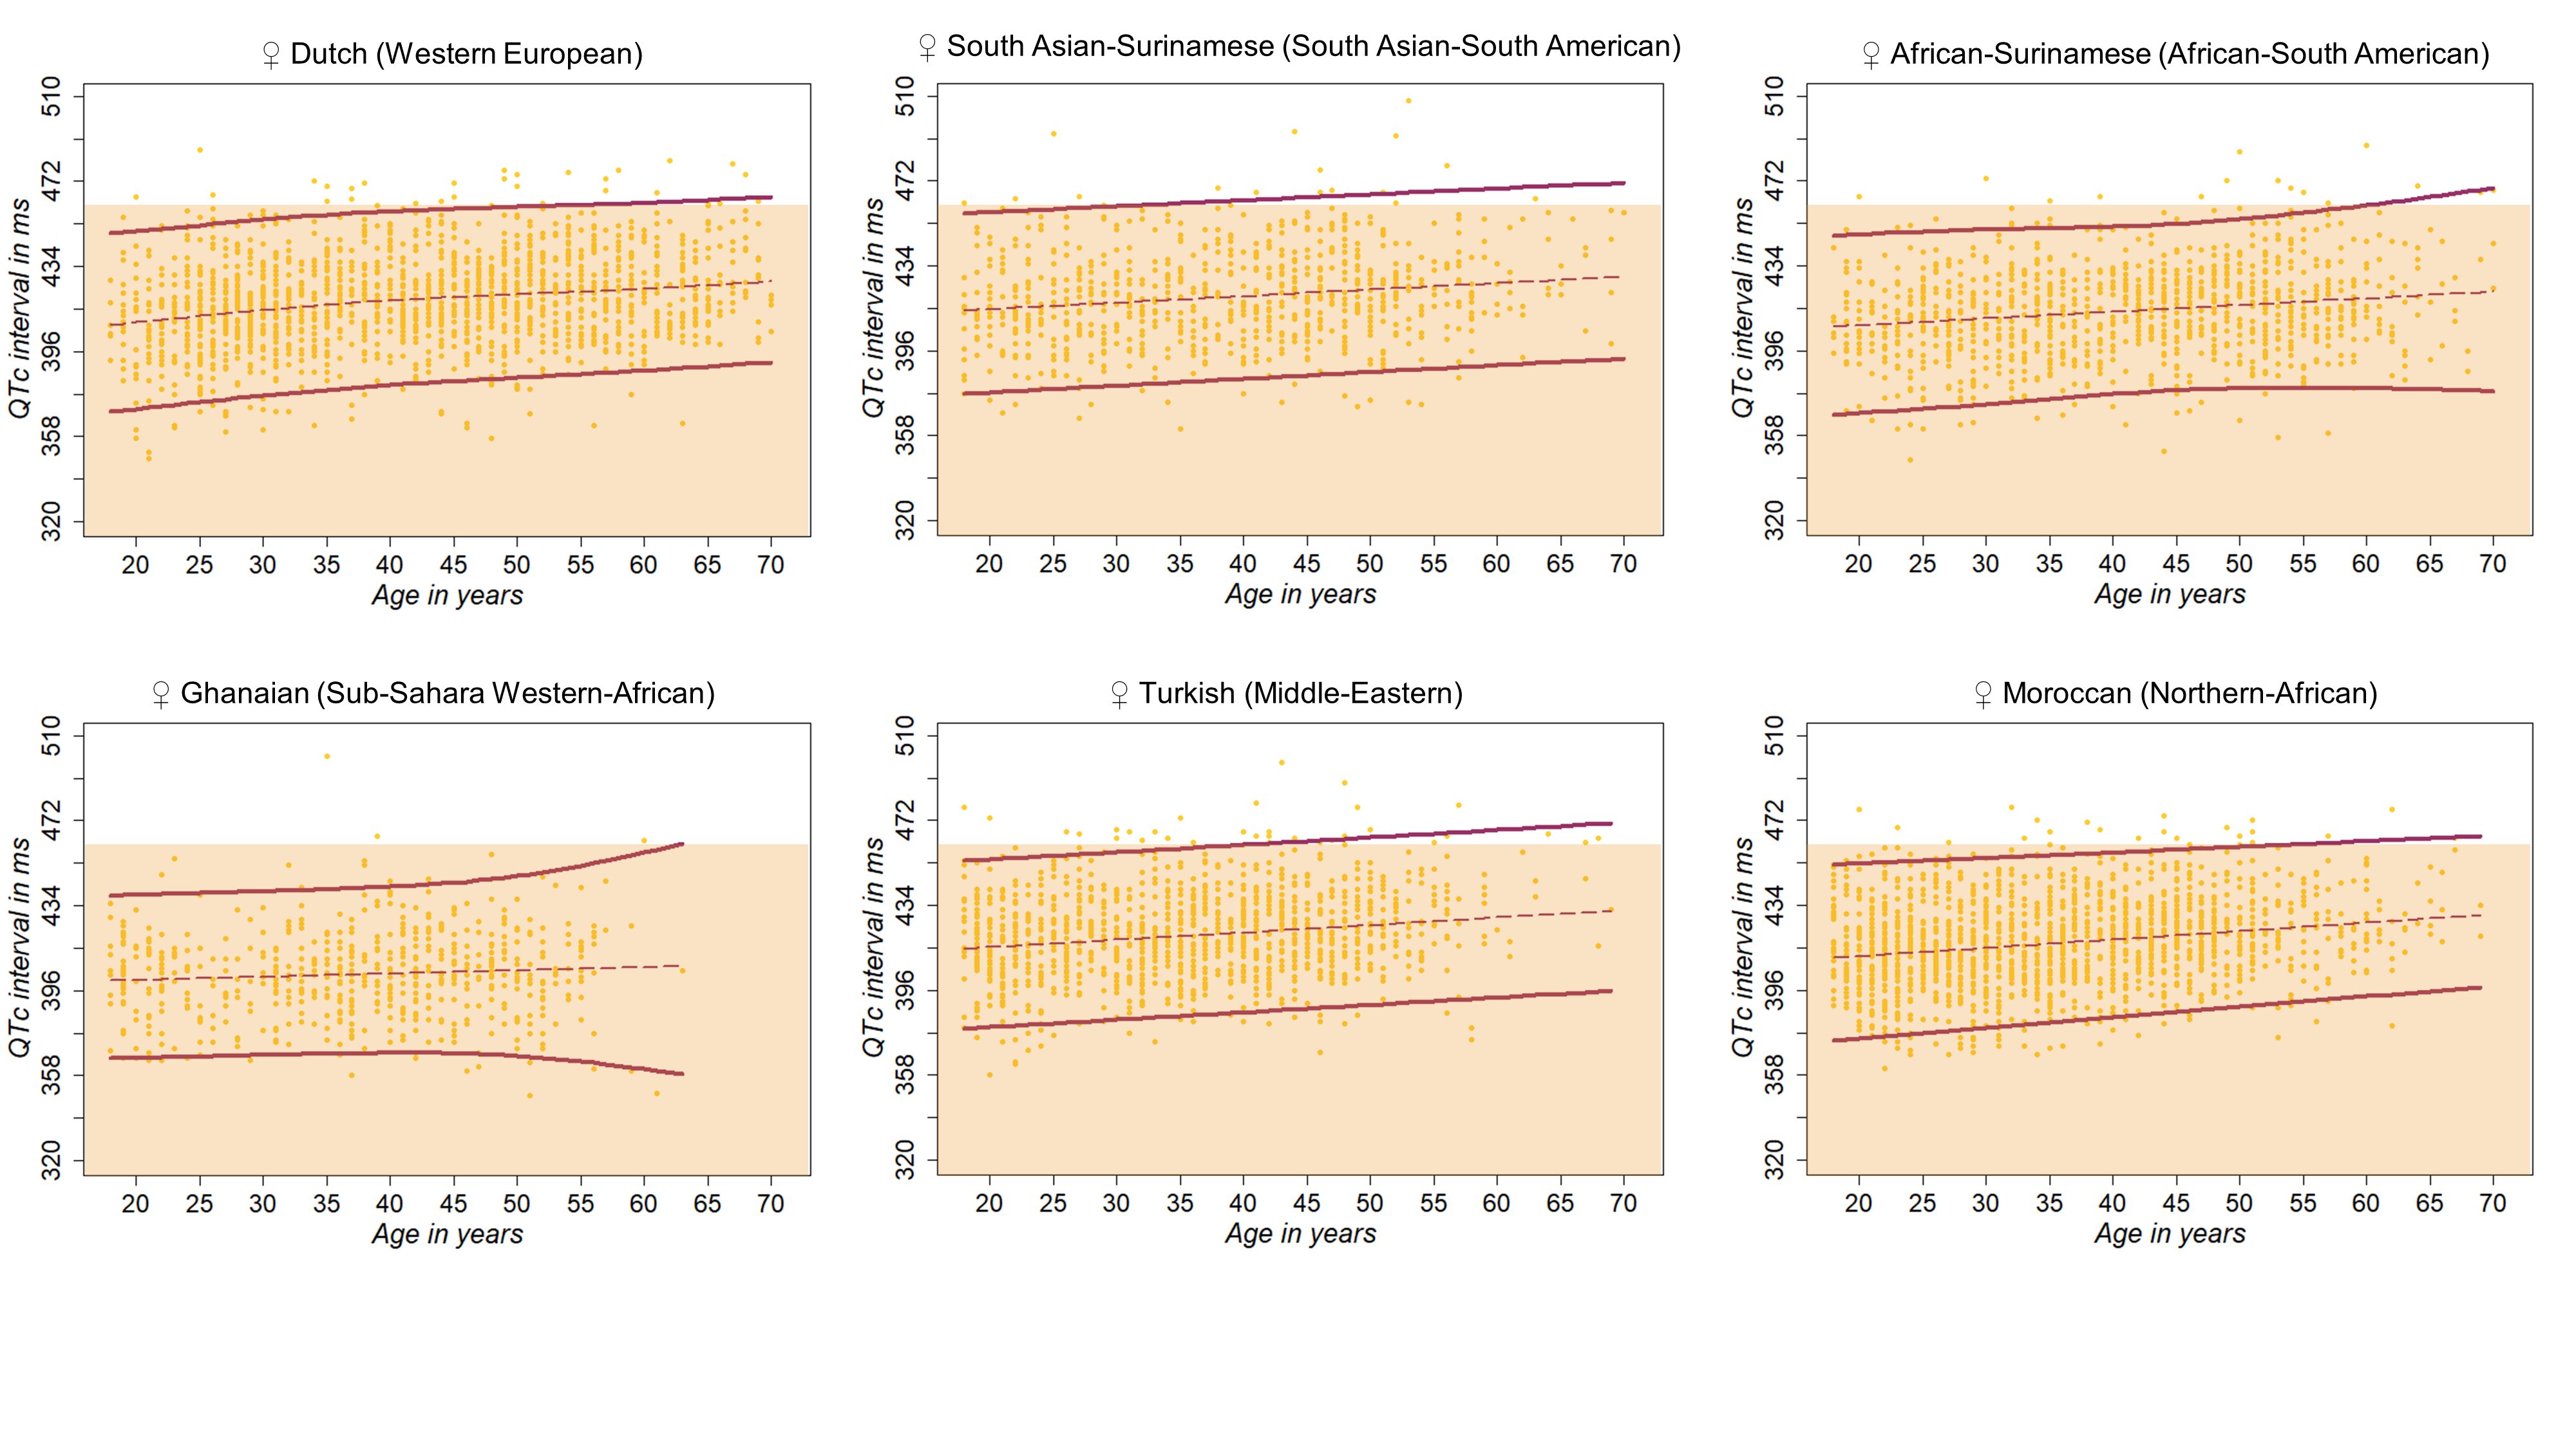 ♀ Dutch (Western European)
510
472
434
396
358
320
QTc interval in ms
20 25 30 35 40 45 50 55 60 65 70
Age in years
♀ South Asian-Surinamese (South Asian-South American)
510
472
434
396
358
320
QTc interval in ms
20 25 30 35 40 45 50 55 60 65 70
Age in years
♀ African-Surinamese (African-South American)
510
472
434
396
358
320
QTc interval in ms
20 25 30 35 40 45 50 55 60 65 70
Age in years
♀ Ghanaian (Sub-Sahara Western-African)
510
472
434
396
358
320
QTc interval in ms
20 25 30 35 40 45 50 55 60 65 70
Age in years
♀ Turkish (Middle-Eastern)
510
472
434
396
358
320
QTc interval in ms
20 25 30 35 40 45 50 55 60 65 70
Age in years
♀ Moroccan (Northern-African)
510
472
434
396
358
320
QTc interval in ms
20 25 30 35 40 45 50 55 60 65 70
Age in years